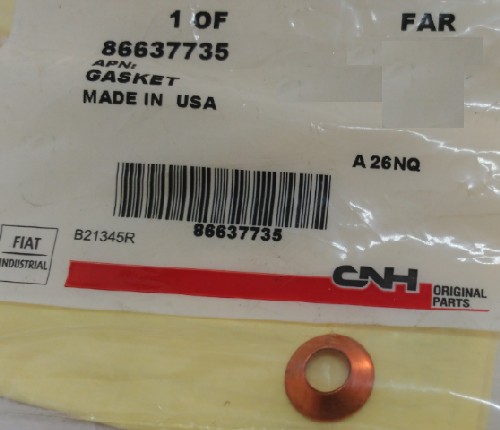 1 OF FAR
86637735
APN:
GASKET
MADE IN USA
A 26NQ
86637735
B21345R
FIAT
INDUSTRIAL
CNH
ORIGINAL
PARTS